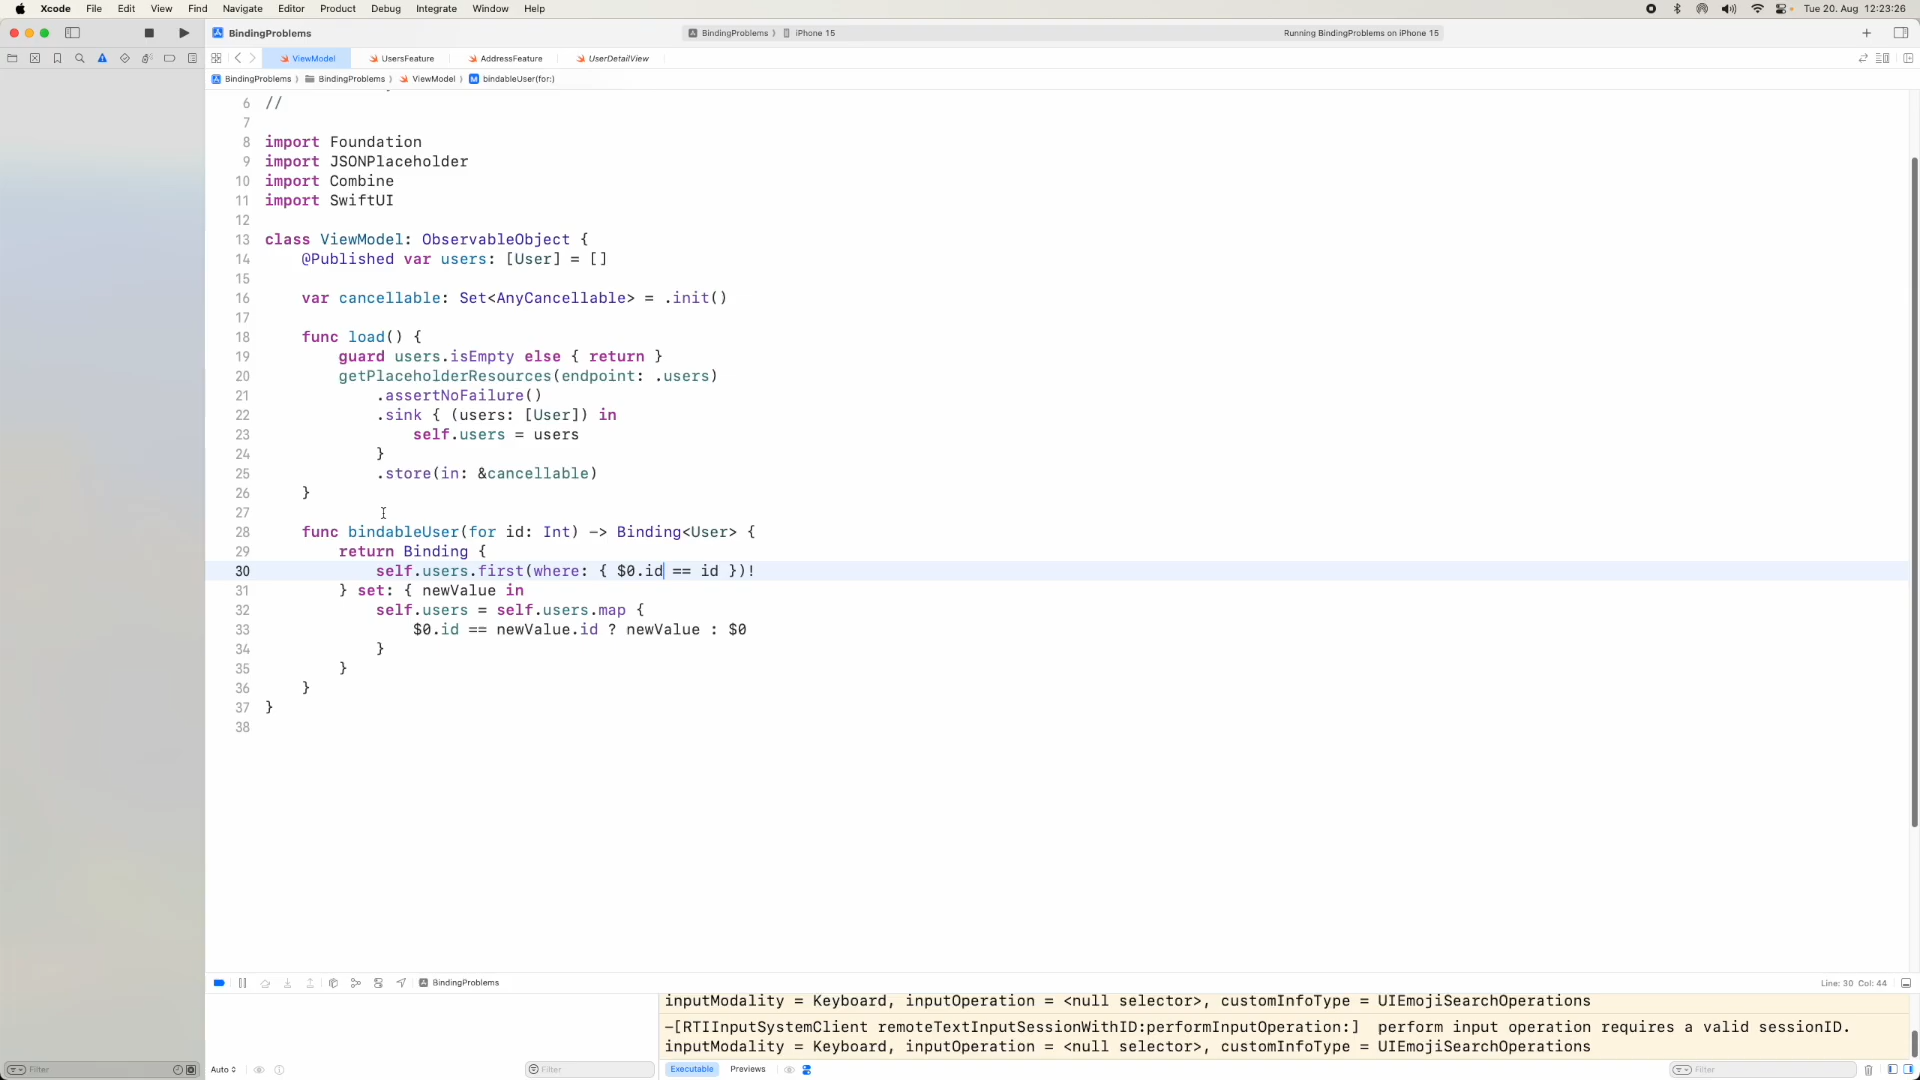 Xcode File Edit View Find Navigate Editor Product Debug Integrate Window Help Tue 20. Aug 12:23:26
BindingProblems BindingProblems ⟩ iPhone 15 Running BindingProblems on iPhone 15
ViewModel UsersFeature AddressFeature UserDetailView
BindingProblems ⟩ BindingProblems ⟩ ViewModel ⟩ M bindableUser(for:)
6 //
7
8 import Foundation
9 import JSONPlaceholder
10 import Combine
11 import SwiftUI
12
13 class ViewModel: ObservableObject {
14 @Published var users: [User] = []
15
16 var cancellable: Set<AnyCancellable> = .init()
17
18 func load() {
19 guard users.isEmpty else { return }
20 getPlaceholderResources(endpoint: .users)
21 .assertNoFailure()
22 .sink { (users: [User]) in
23 self.users = users
24 }
25 .store(in: &cancellable)
26 }
27
28 func bindableUser(for id: Int) -> Binding<User> {
29 return Binding {
30 self.users.first(where: { $0.id == id })!
31 } set: { newValue in
32 self.users = self.users.map {
33 $0.id == newValue.id ? newValue : $0
34 }
35 }
36 }
37 }
38
BindingProblems Line: 30 Col: 44
inputModality = Keyboard, inputOperation = <null selector>, customInfoType = UIEmojiSearchOperations
-[RTIInputSystemClient remoteTextInputSessionWithID:performInputOperation:] perform input operation requires a valid sessionID.
inputModality = Keyboard, inputOperation = <null selector>, customInfoType = UIEmojiSearchOperations
Filter Auto Filter Executable Previews Filter